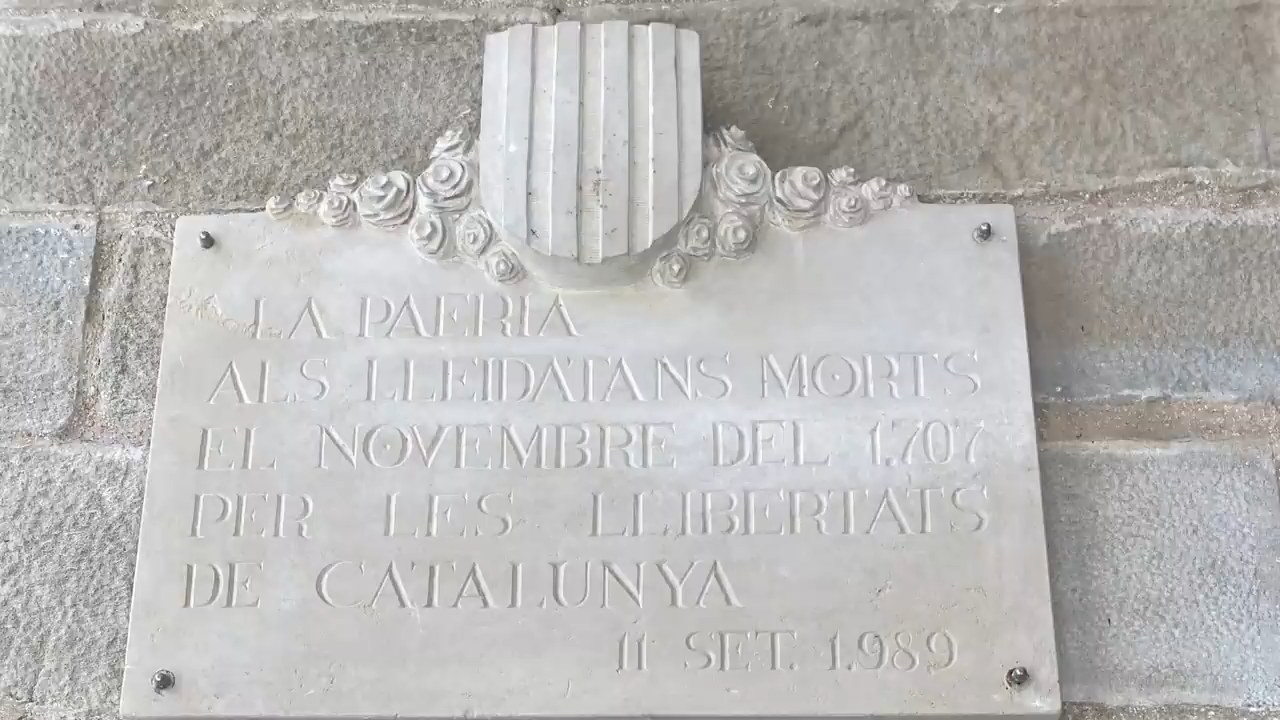 LA PAERIA
ALS LLEIDATANS MORTS
EL NOVEMBRE DEL 1.707
PER LES LLIBERTATS
DE CATALUNYA
11 SET. 1.989